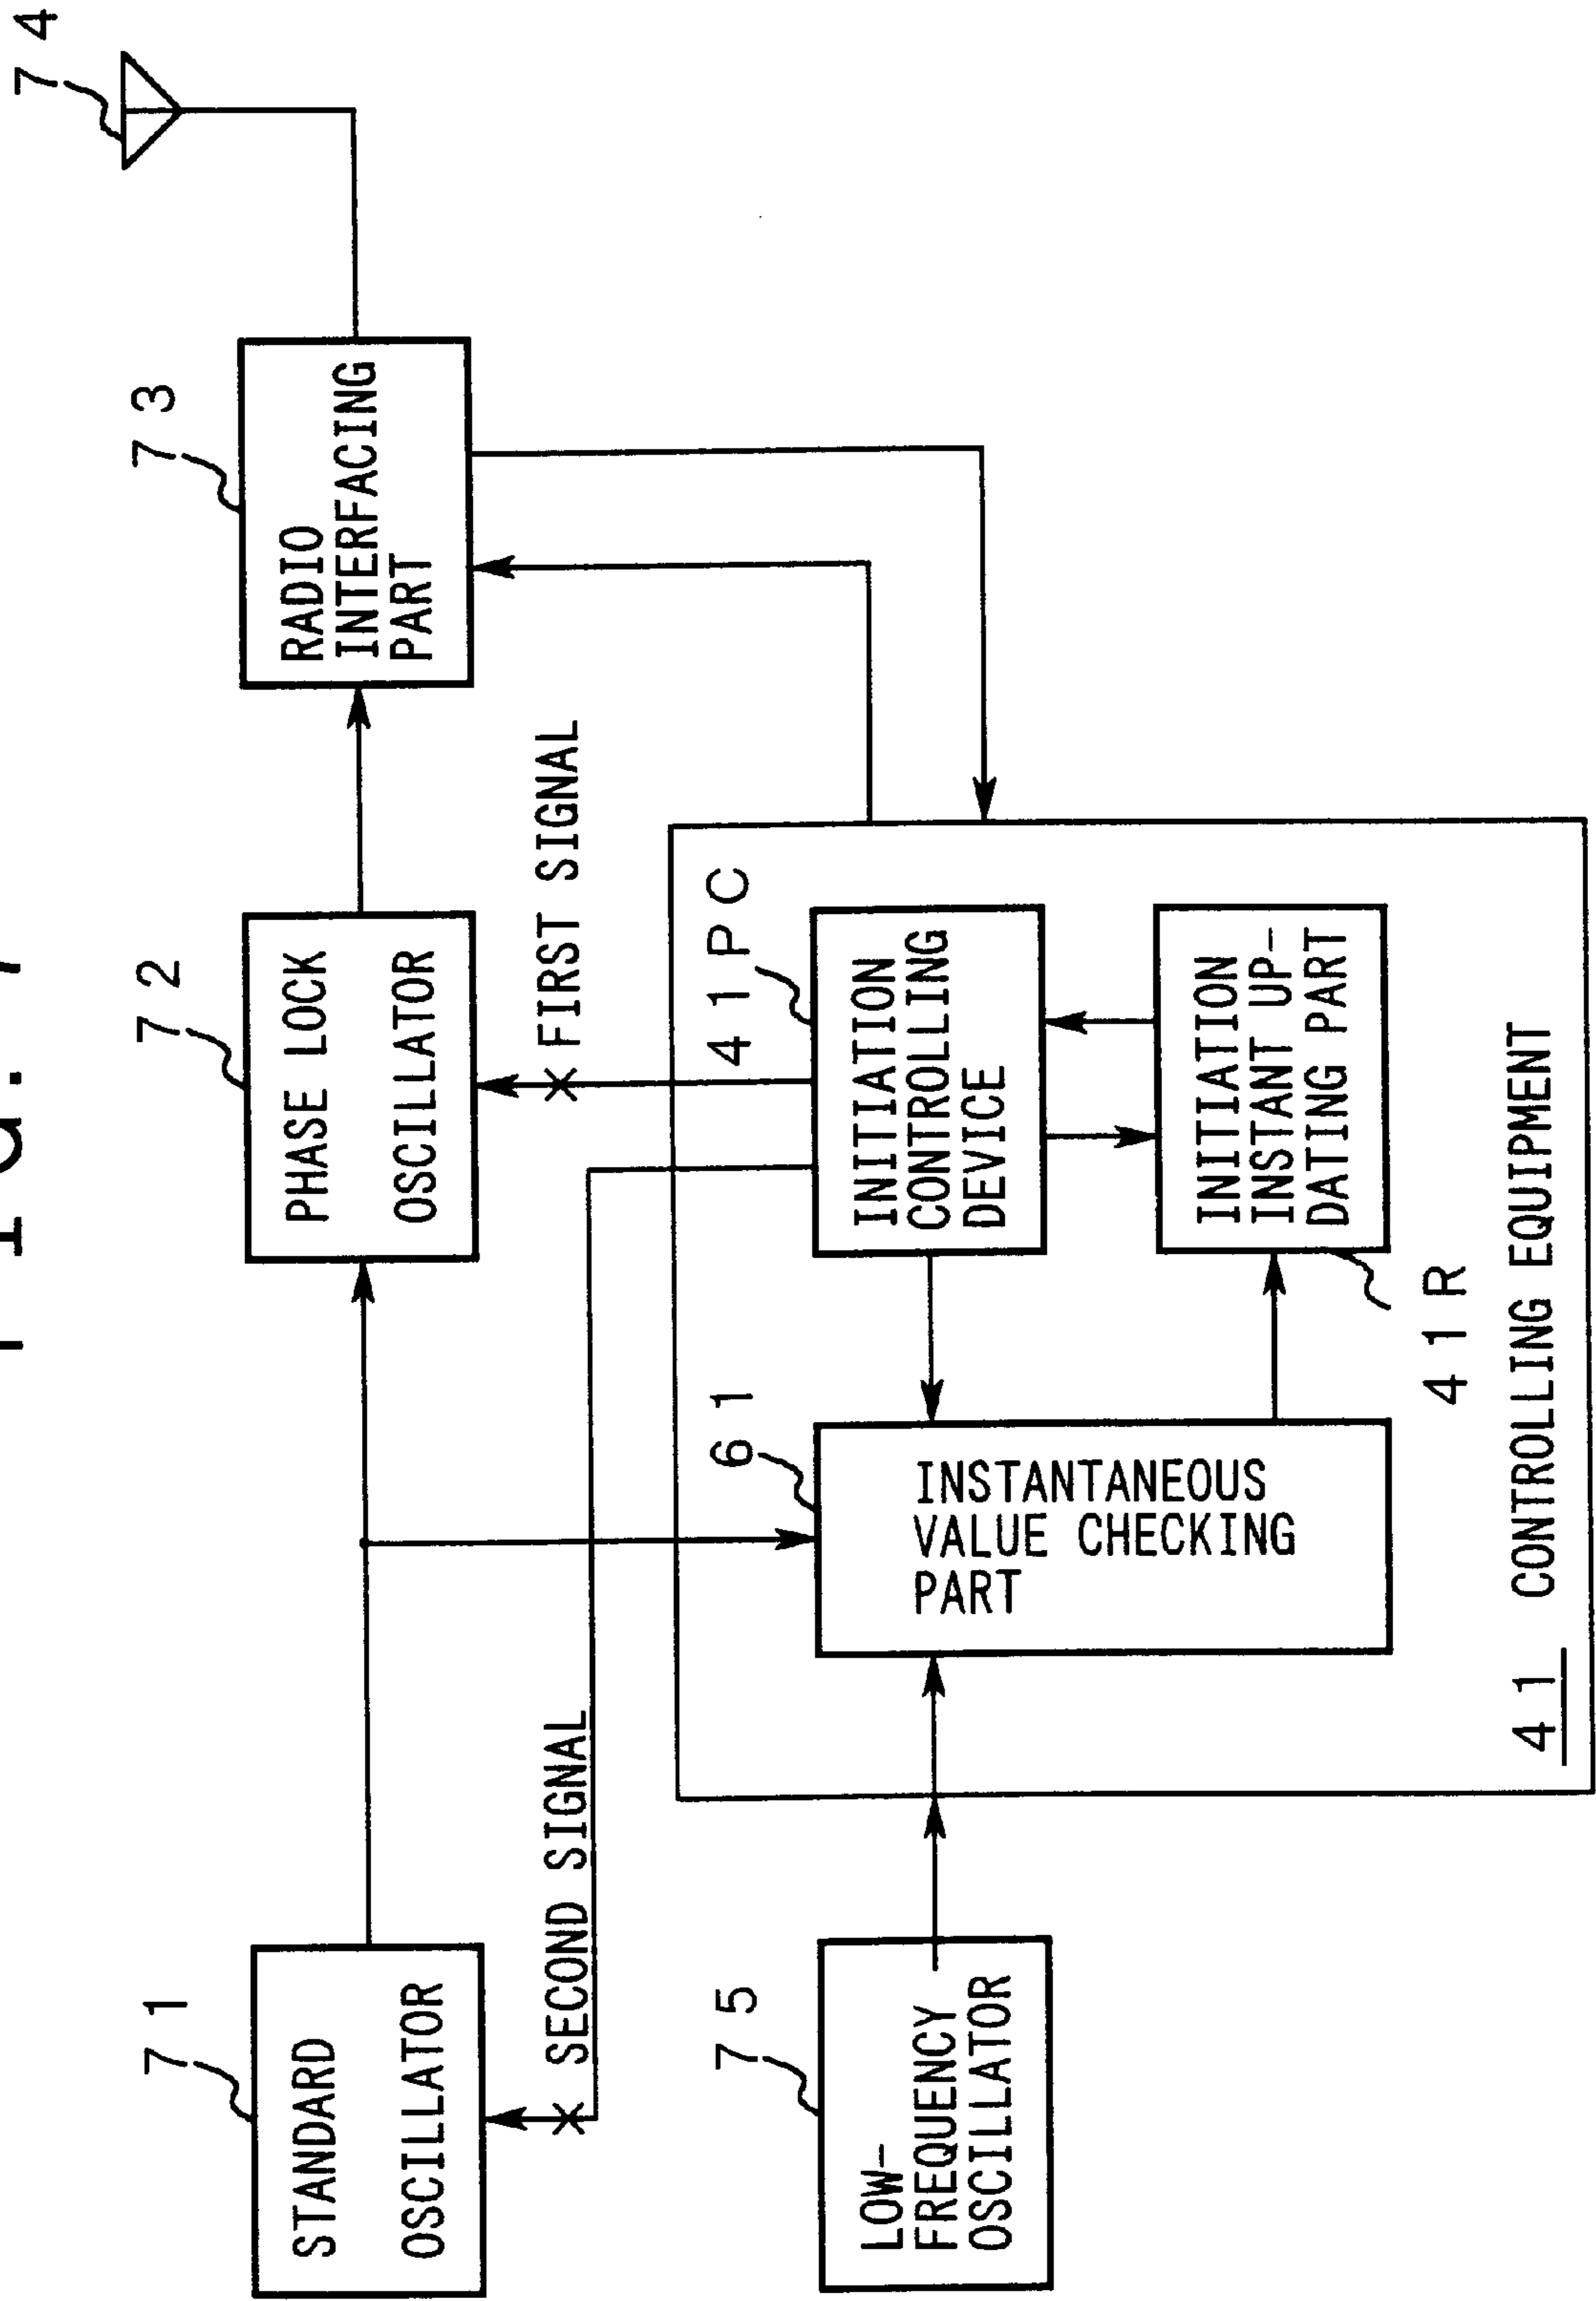 71
STANDARD
OSCILLATOR
72
PHASE LOCK
OSCILLATOR
73
RADIO
INTERFACING
PART
74
SECOND SIGNAL
FIRST SIGNAL
75
LOW-
FREQUENCY
OSCILLATOR
61
INSTANTANEOUS
VALUE CHECKING
PART
41PC
INITIATION
CONTROLLING
DEVICE
INITIATION
INSTANT UP-
DATING PART
41R
41 CONTROLLING EQUIPMENT